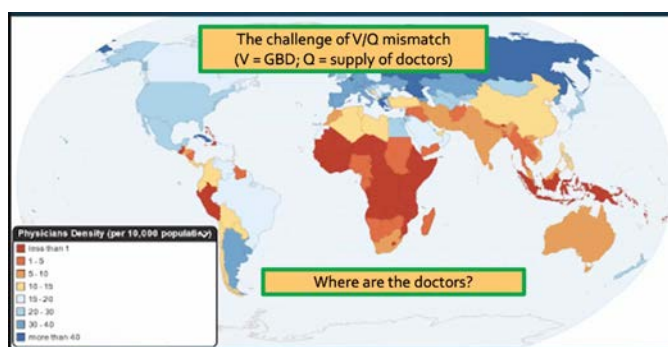 The challenge of V/Q mismatch
(V = GBD; Q = supply of doctors)
Physicians Density (per 10,000 population)
less than 1
1 - 5
5 - 10
10 - 15
15 - 20
20 - 30
30 - 40
more than 40
Where are the doctors?